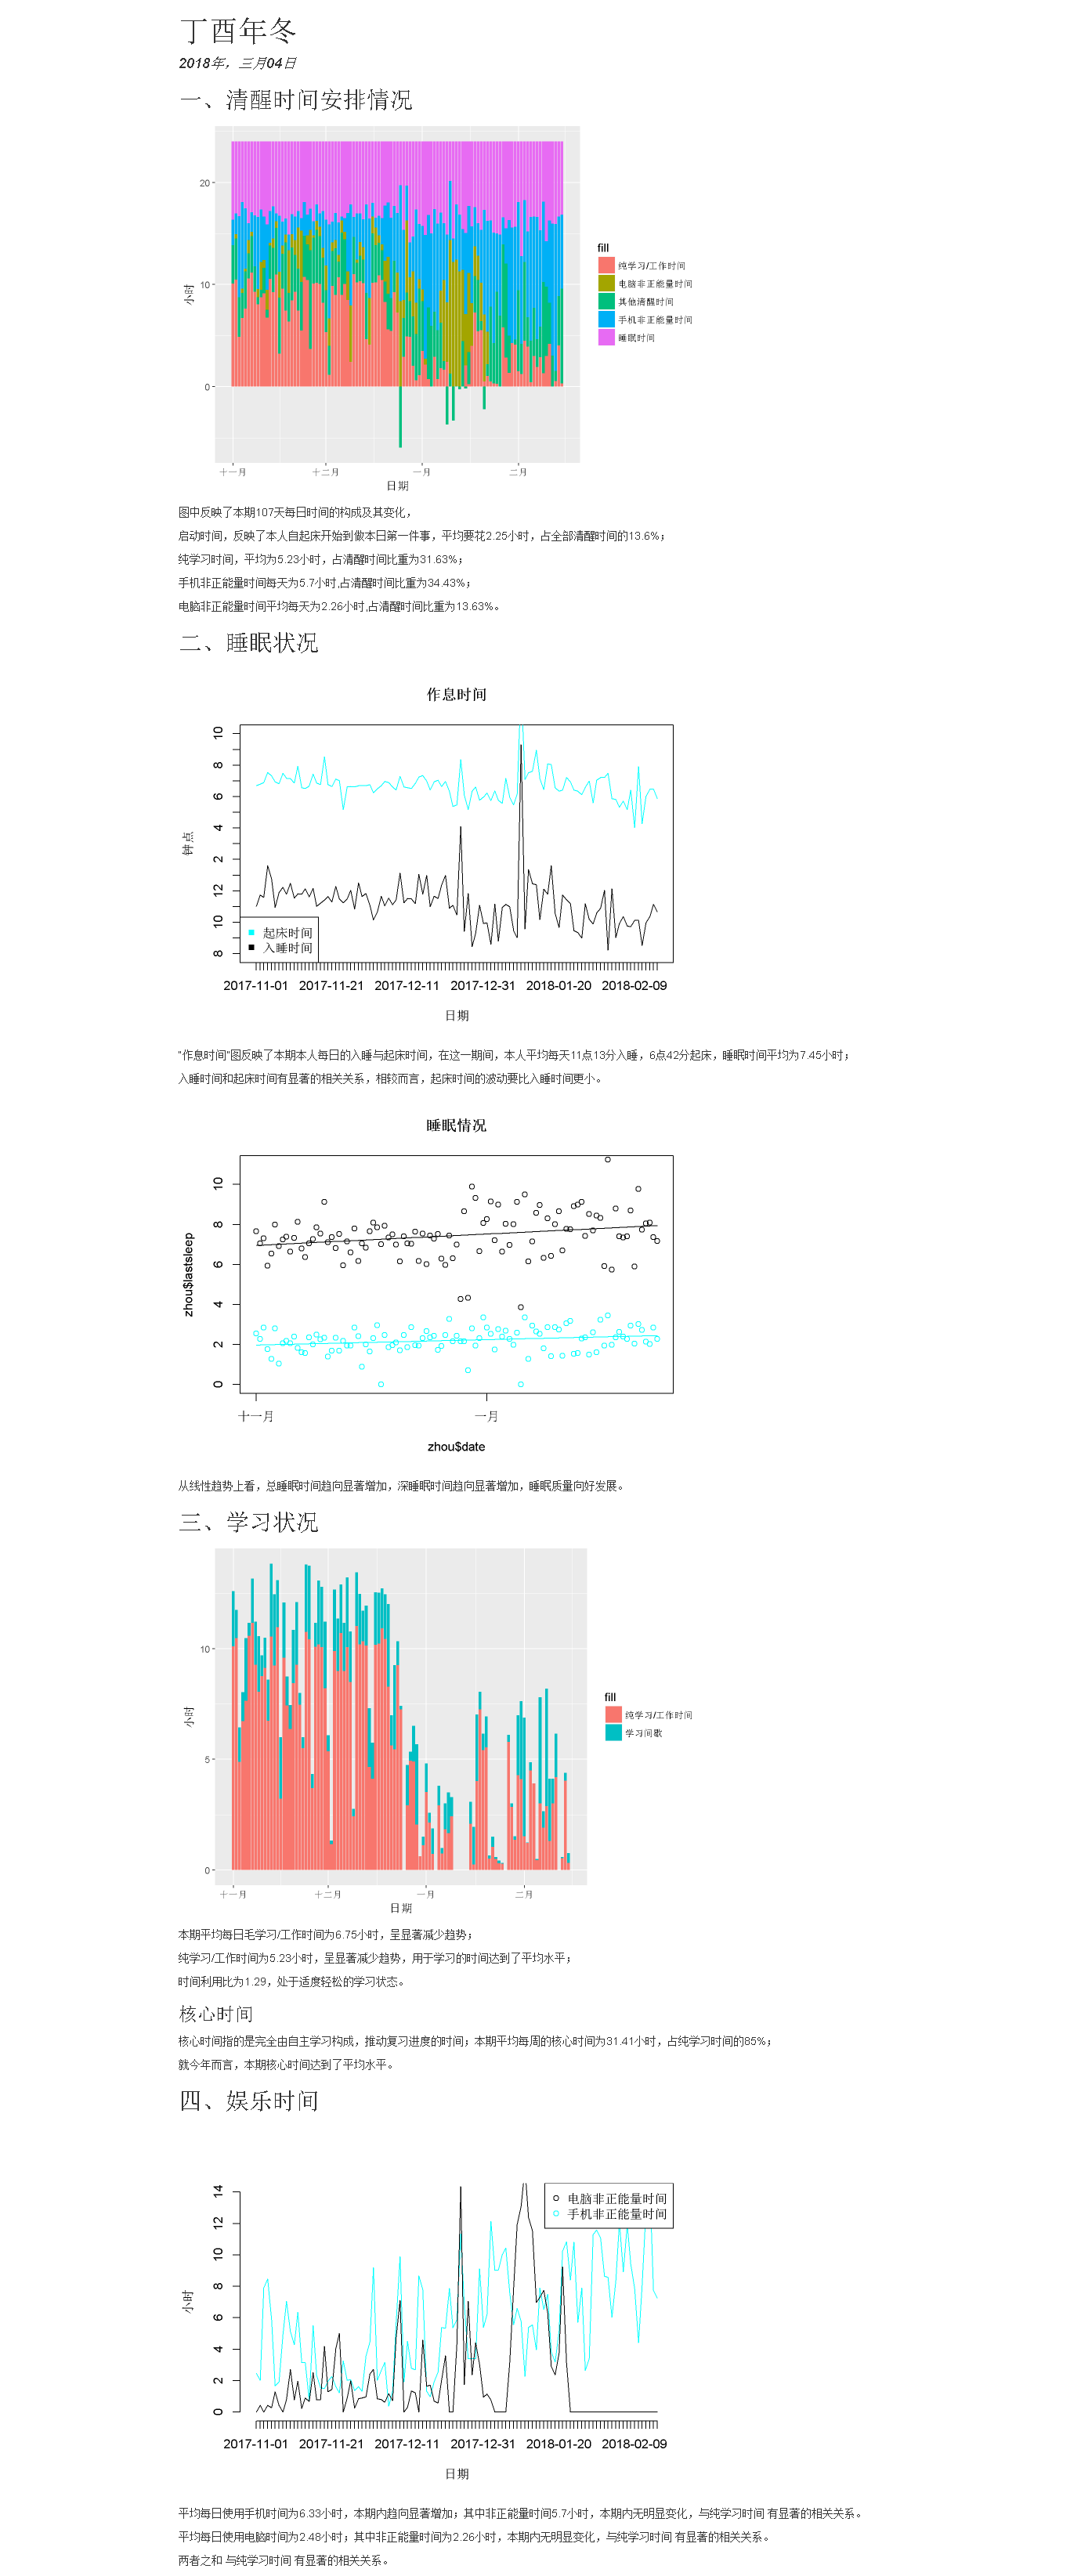 丁酉年冬
2018年，三月04日
一、清醒时间安排情况
20
10
0
小时
十一月 十二月 一月 二月
日期
fill
纯学习/工作时间
电脑非正能量时间
其他清醒时间
手机非正能量时间
睡眠时间
图中反映了本期107天每日时间的构成及其变化，
启动时间，反映了本人自起床开始到做本日第一件事，平均要花2.25小时，占全部清醒时间的13.6%；
纯学习时间，平均为5.23小时，占清醒时间比重为31.63%；
手机非正能量时间每天为5.7小时,占清醒时间比重为34.43%；
电脑非正能量时间平均每天为2.26小时,占清醒时间比重为13.63%。
二、睡眠状况
作息时间
10
8
6
4
2
12
10
8
钟点
起床时间
入睡时间
2017-11-01 2017-11-21 2017-12-11 2017-12-31 2018-01-20 2018-02-09
日期
“作息时间”图反映了本期本人每日的入睡与起床时间，在这一期间，本人平均每天11点13分入睡，6点42分起床，睡眠时间平均为7.45小时；
入睡时间和起床时间有显著的相关关系，相较而言，起床时间的波动要比入睡时间更小。
睡眠情况
10
8
6
4
2
0
zhou$lastsleep
十一月 一月
zhou$date
从线性趋势上看，总睡眠时间趋向显著增加，深睡眠时间趋向显著增加，睡眠质量向好发展。
三、学习状况
10
5
0
小时
十一月 十二月 一月 二月
日期
fill
纯学习/工作时间
学习间歇
本期平均每日毛学习/工作时间为6.75小时，呈显著减少趋势；
纯学习/工作时间为5.23小时，呈显著减少趋势，用于学习的时间达到了平均水平；
时间利用比为1.29，处于适度轻松的学习状态。
核心时间
核心时间指的是完全由自主学习构成，推动复习进度的时间；本期平均每周的核心时间为31.41小时，占纯学习时间的85%；
就今年而言，本期核心时间达到了平均水平。
四、娱乐时间
14
12
10
8
6
4
2
0
小时
电脑非正能量时间
手机非正能量时间
2017-11-01 2017-11-21 2017-12-11 2017-12-31 2018-01-20 2018-02-09
日期
平均每日使用手机时间为6.33小时，本期内趋向显著增加；其中非正能量时间5.7小时，本期内无明显变化，与纯学习时间 有显著的相关关系。
平均每日使用电脑时间为2.48小时；其中非正能量时间为2.26小时，本期内无明显变化，与纯学习时间 有显著的相关关系。
两者之和 与纯学习时间 有显著的相关关系。